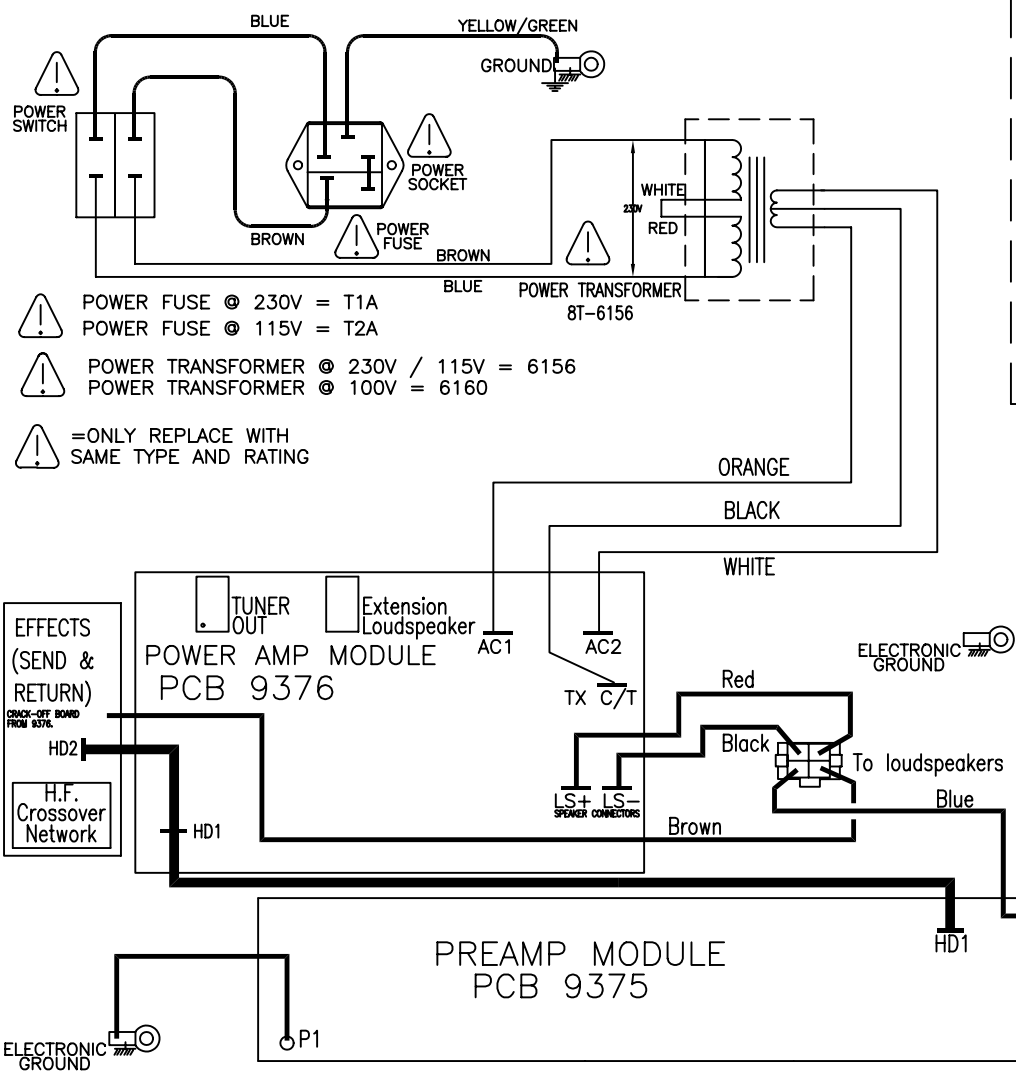 BLUE
YELLOW/GREEN
GROUND
POWER
SWITCH
POWER
SOCKET
POWER
FUSE
BROWN
BROWN
BLUE
WHITE
230V
RED
POWER TRANSFORMER
8T-6156
POWER FUSE @ 230V = T1A
POWER FUSE @ 115V = T2A
POWER TRANSFORMER @ 230V / 115V = 6156
POWER TRANSFORMER @ 100V = 6160
=ONLY REPLACE WITH
SAME TYPE AND RATING
ORANGE
BLACK
WHITE
TUNER
OUT
Extension
Loudspeaker
AC1
AC2
TX C/T
POWER AMP MODULE
PCB 9376
EFFECTS
(SEND &
RETURN)
CRACK-OFF BOARD
FROM 9376.
HD2
H.F.
Crossover
Network
HD1
ELECTRONIC
GROUND
Red
Black
To loudspeakers
LS+ LS-
SPEAKER CONNECTORS
Blue
Brown
HD1
PREAMP MODULE
PCB 9375
P1
ELECTRONIC
GROUND